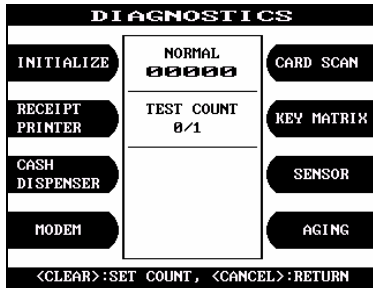 DIAGNOSTICS
INITIALIZE
NORMAL
00000
CARD SCAN
RECEIPT
PRINTER
TEST COUNT
0/1
KEY MATRIX
CASH
DISPENSER
SENSOR
MODEM
AGING
<CLEAR>:SET COUNT, <CANCEL>:RETURN